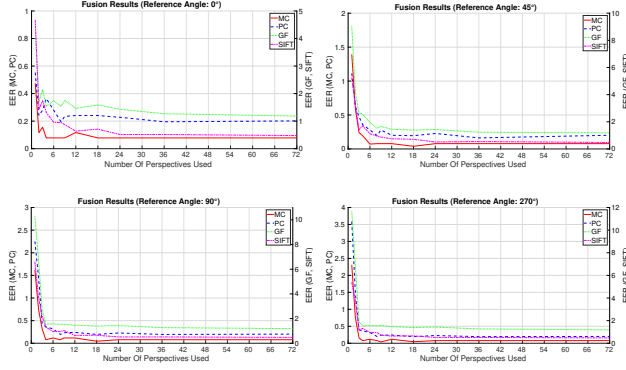 Fusion Results (Reference Angle: 0°)
1
0.8
0.6
0.4
0.2
0
EER (MC, PC)
5
4
3
2
1
0
EER (GF, SIFT)
MC
PC
GF
SIFT
0 6 12 18 24 30 36 42 48 54 60 66 72
Number Of Perspectives Used
Fusion Results (Reference Angle: 45°)
2
1.5
1
0.5
0
EER (MC, PC)
10
8
6
4
2
0
EER (GF, SIFT)
MC
PC
GF
SIFT
0 6 12 18 24 30 36 42 48 54 60 66 72
Number Of Perspectives Used
Fusion Results (Reference Angle: 90°)
3
2.5
2
1.5
1
0.5
0
EER (MC, PC)
10
8
6
4
2
0
EER (GF, SIFT)
MC
PC
GF
SIFT
0 6 12 18 24 30 36 42 48 54 60 66 72
Number Of Perspectives Used
Fusion Results (Reference Angle: 270°)
4
3.5
3
2.5
2
1.5
1
0.5
0
EER (MC, PC)
12
10
8
6
4
2
0
EER (GF, SIFT)
MC
PC
GF
SIFT
0 6 12 18 24 30 36 42 48 54 60 66 72
Number Of Perspectives Used